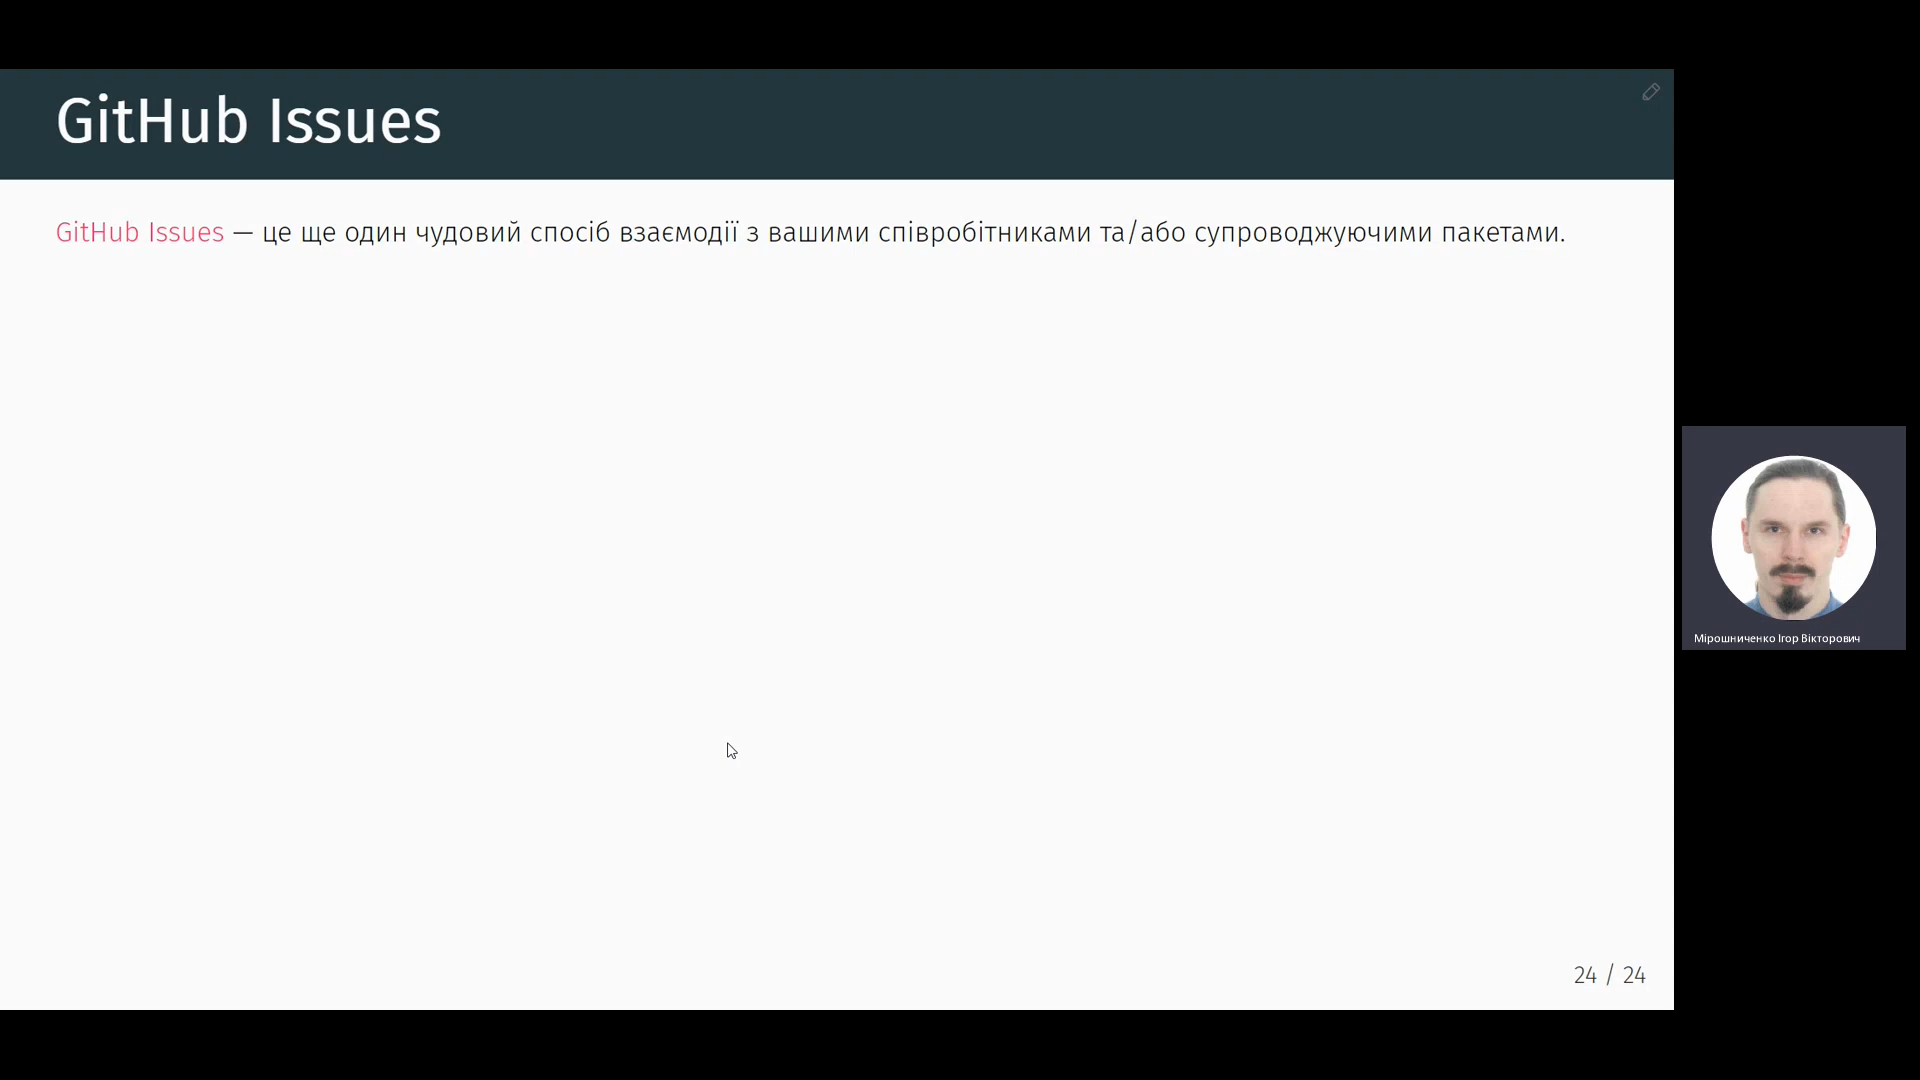 GitHub Issues
GitHub Issues — це ще один чудовий спосіб взаємодії з вашими співробітниками та/або супроводжуючими пакетами.
Мірошниченко Ігор Вікторович
24 / 24